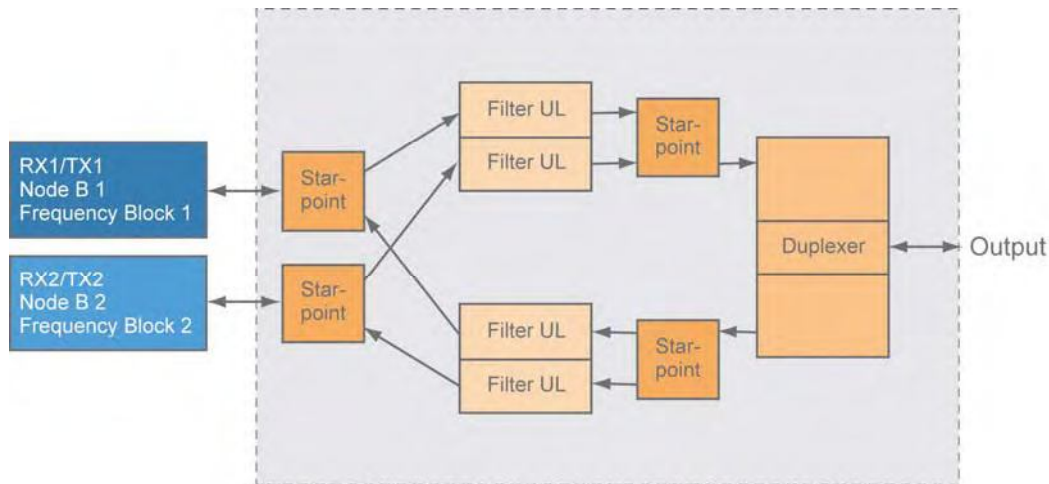 RX1/TX1
Node B 1
Frequency Block 1
RX2/TX2
Node B 2
Frequency Block 2
Star-
point
Star-
point
Filter UL
Filter UL
Star-
point
Filter UL
Filter UL
Star-
point
Duplexer
Output